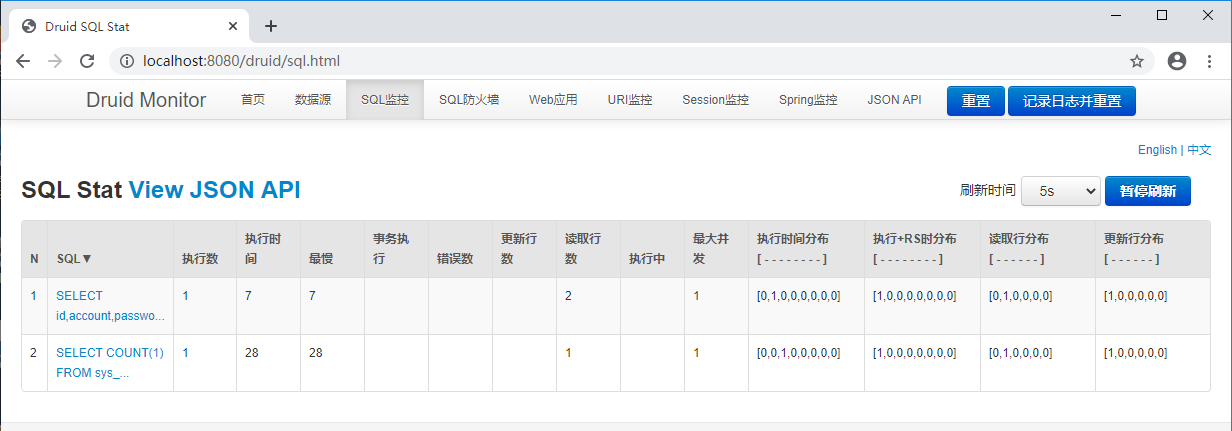 Druid SQL Stat
localhost:8080/druid/sql.html
Druid Monitor 首页 数据源 SQL监控 SQL防火墙 Web应用 URI监控 Session监控 Spring监控 JSON API 重置 记录日志并重置
English | 中文
SQL Stat View JSON API 刷新时间 5s 暂停刷新
N SQL▼ 执行数 执行时间 最慢 事务执行 错误数 更新行数 读取行数 执行中 最大并发 执行时间分布 [ - - - - - - - - ] 执行+RS时分布 [ - - - - - - - - ] 读取行分布 [ - - - - - - ] 更新行分布 [ - - - - - - ]
1 SELECT id,account,passwo... 1 7 7 2 1 [0,1,0,0,0,0,0,0] [1,0,0,0,0,0,0,0] [0,1,0,0,0,0] [1,0,0,0,0,0]
2 SELECT COUNT(1) FROM sys_... 1 28 28 1 1 [0,0,1,0,0,0,0,0] [1,0,0,0,0,0,0,0] [0,1,0,0,0,0] [1,0,0,0,0,0]